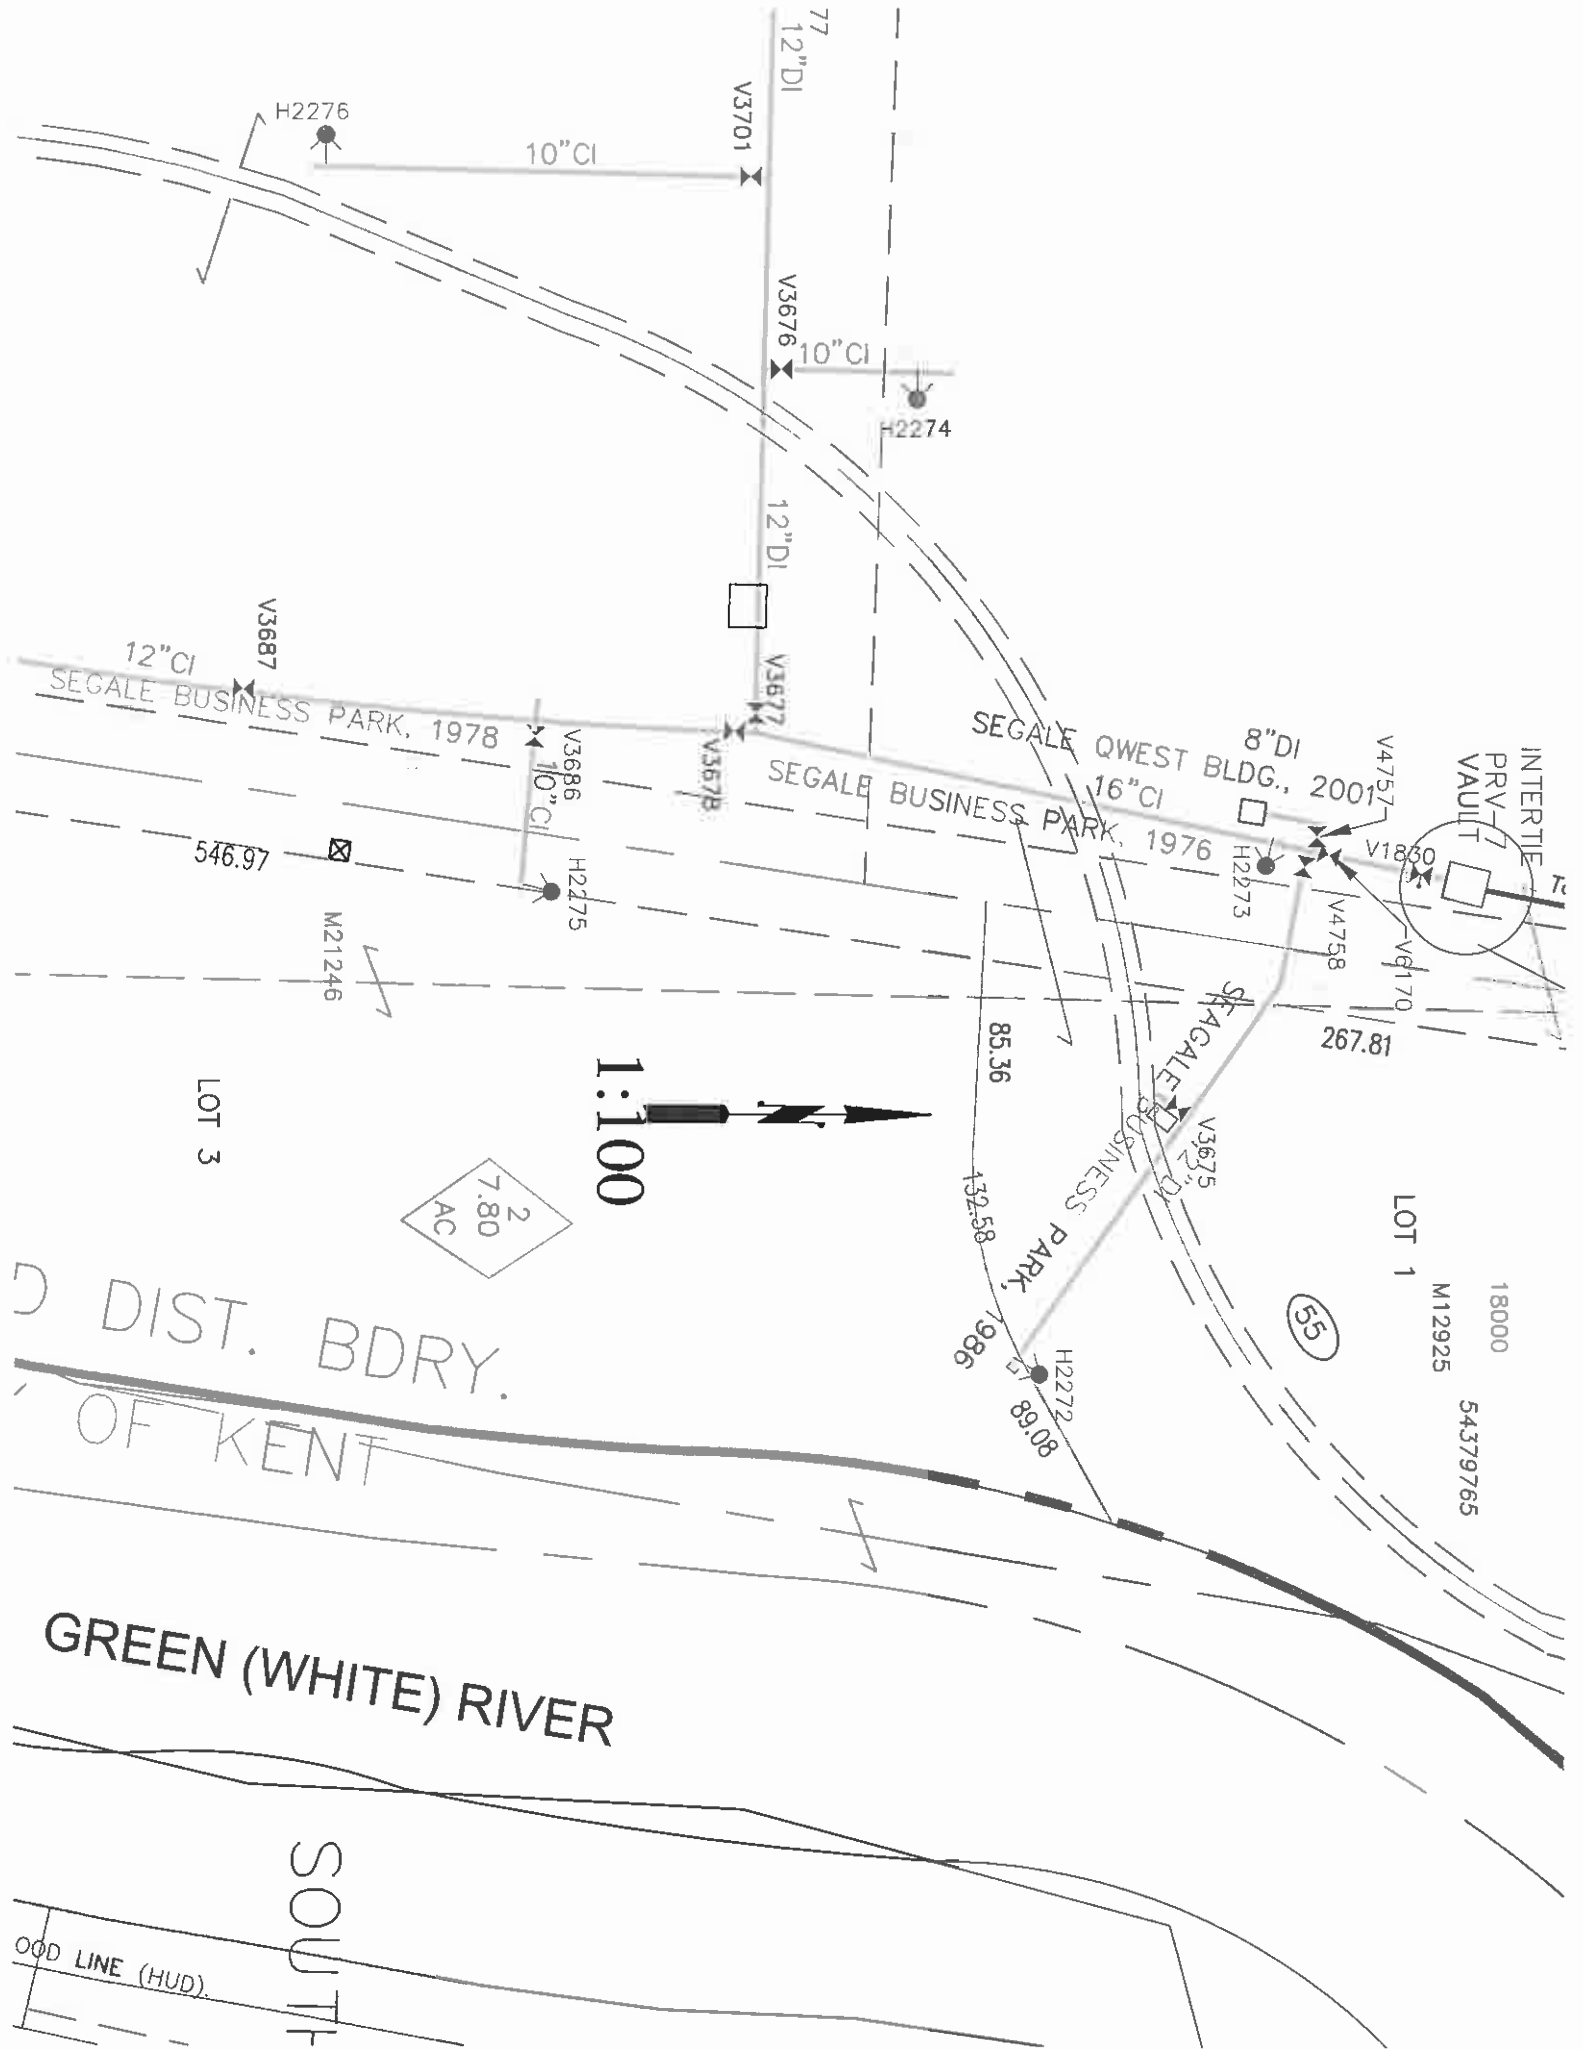 77
12"DI
H2276
V3701
10"CI
V3676
10"CI
H2274
12"DI
V3687
12"CI
SEGALE BUSINESS PARK, 1978
V3677
V3678
V3686
10"CI
SEGALE QWEST BLDG., 2001
8"DI
16"CI
SEGALE BUSINESS PARK, 1976
V4757
INTERTIE
PRV-7
VAULT
V1830
H2273
V4758
V6170
546.97
H2275
M21246
267.81
85.36
SEAGALE BUSINESS PARK, 1986
V3675
LOT 3
1:100
2
7.80
AC
132.58
LOT 1
18000
M12925
54379765
55
H2272
89.08
D DIST. BDRY.
OF KENT
GREEN (WHITE) RIVER
SOUTH
OOD LINE (HUD).